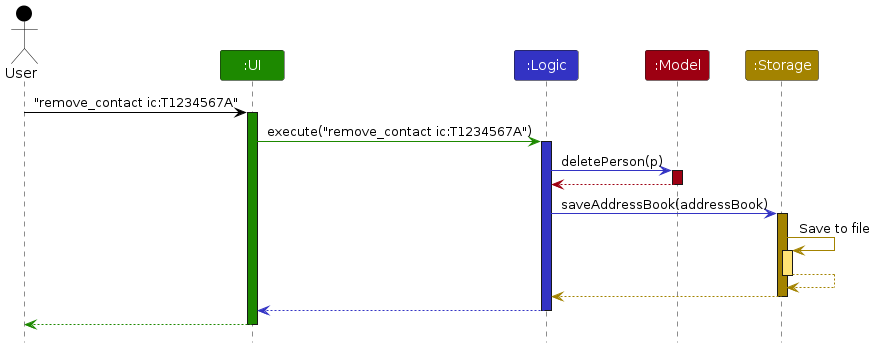 User
:UI
:Logic
:Model
:Storage
"remove_contact ic:T1234567A"
execute("remove_contact ic:T1234567A")
deletePerson(p)
saveAddressBook(addressBook)
Save to file